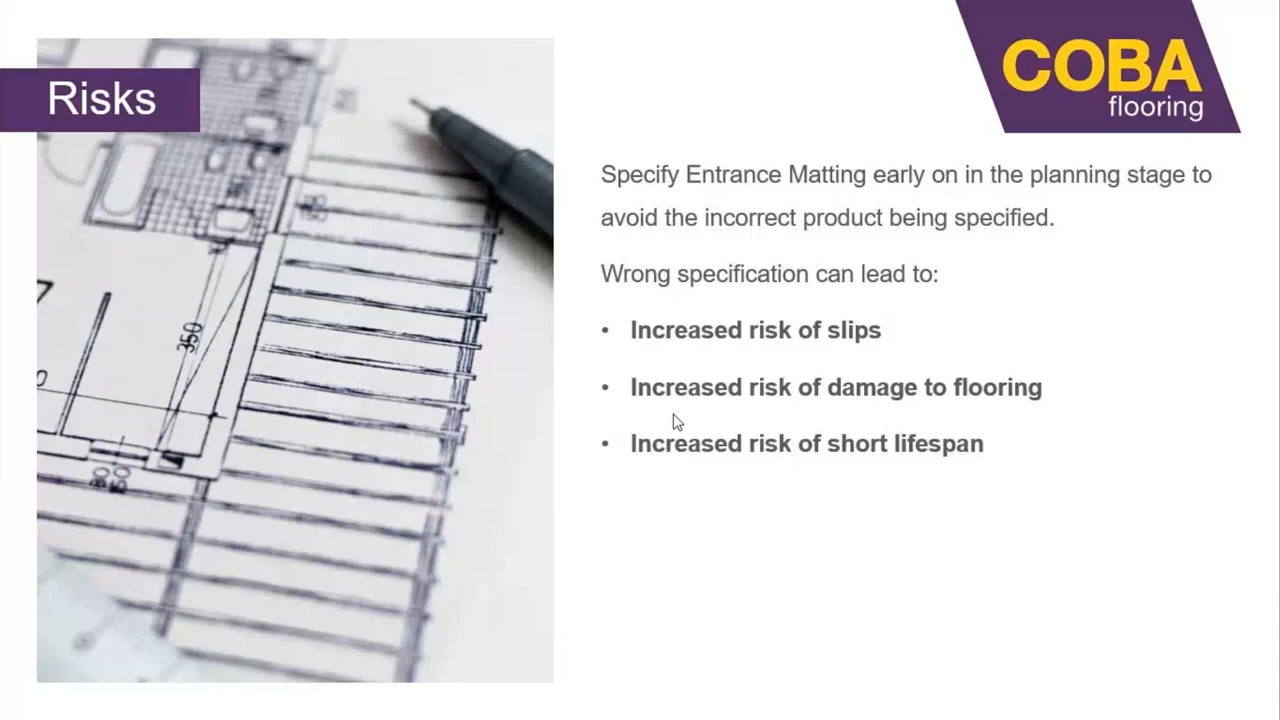 Risks
COBA
flooring
Specify Entrance Matting early on in the planning stage to
avoid the incorrect product being specified.
Wrong specification can lead to:
• Increased risk of slips
• Increased risk of damage to flooring
• Increased risk of short lifespan
350